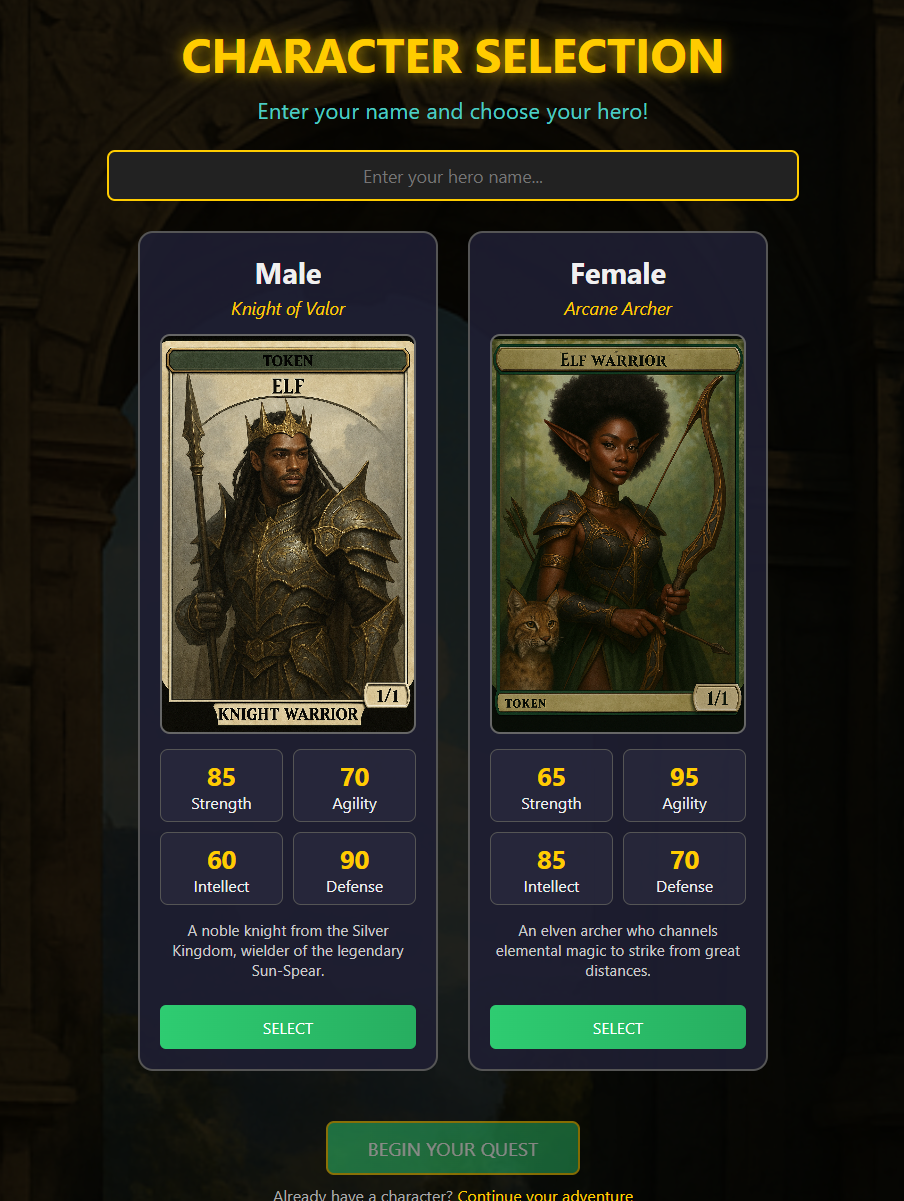 CHARACTER SELECTION
Enter your name and choose your hero!
Enter your hero name...
Male
Knight of Valor
TOKEN
ELF
1/1
KNIGHT WARRIOR
85
Strength
70
Agility
60
Intellect
90
Defense
A noble knight from the Silver
Kingdom, wielder of the legendary
Sun-Spear.
SELECT
Female
Arcane Archer
ELF WARRIOR
TOKEN
1/1
65
Strength
95
Agility
85
Intellect
70
Defense
An elven archer who channels
elemental magic to strike from great
distances.
SELECT
BEGIN YOUR QUEST
Already have a character? Continue your adventure